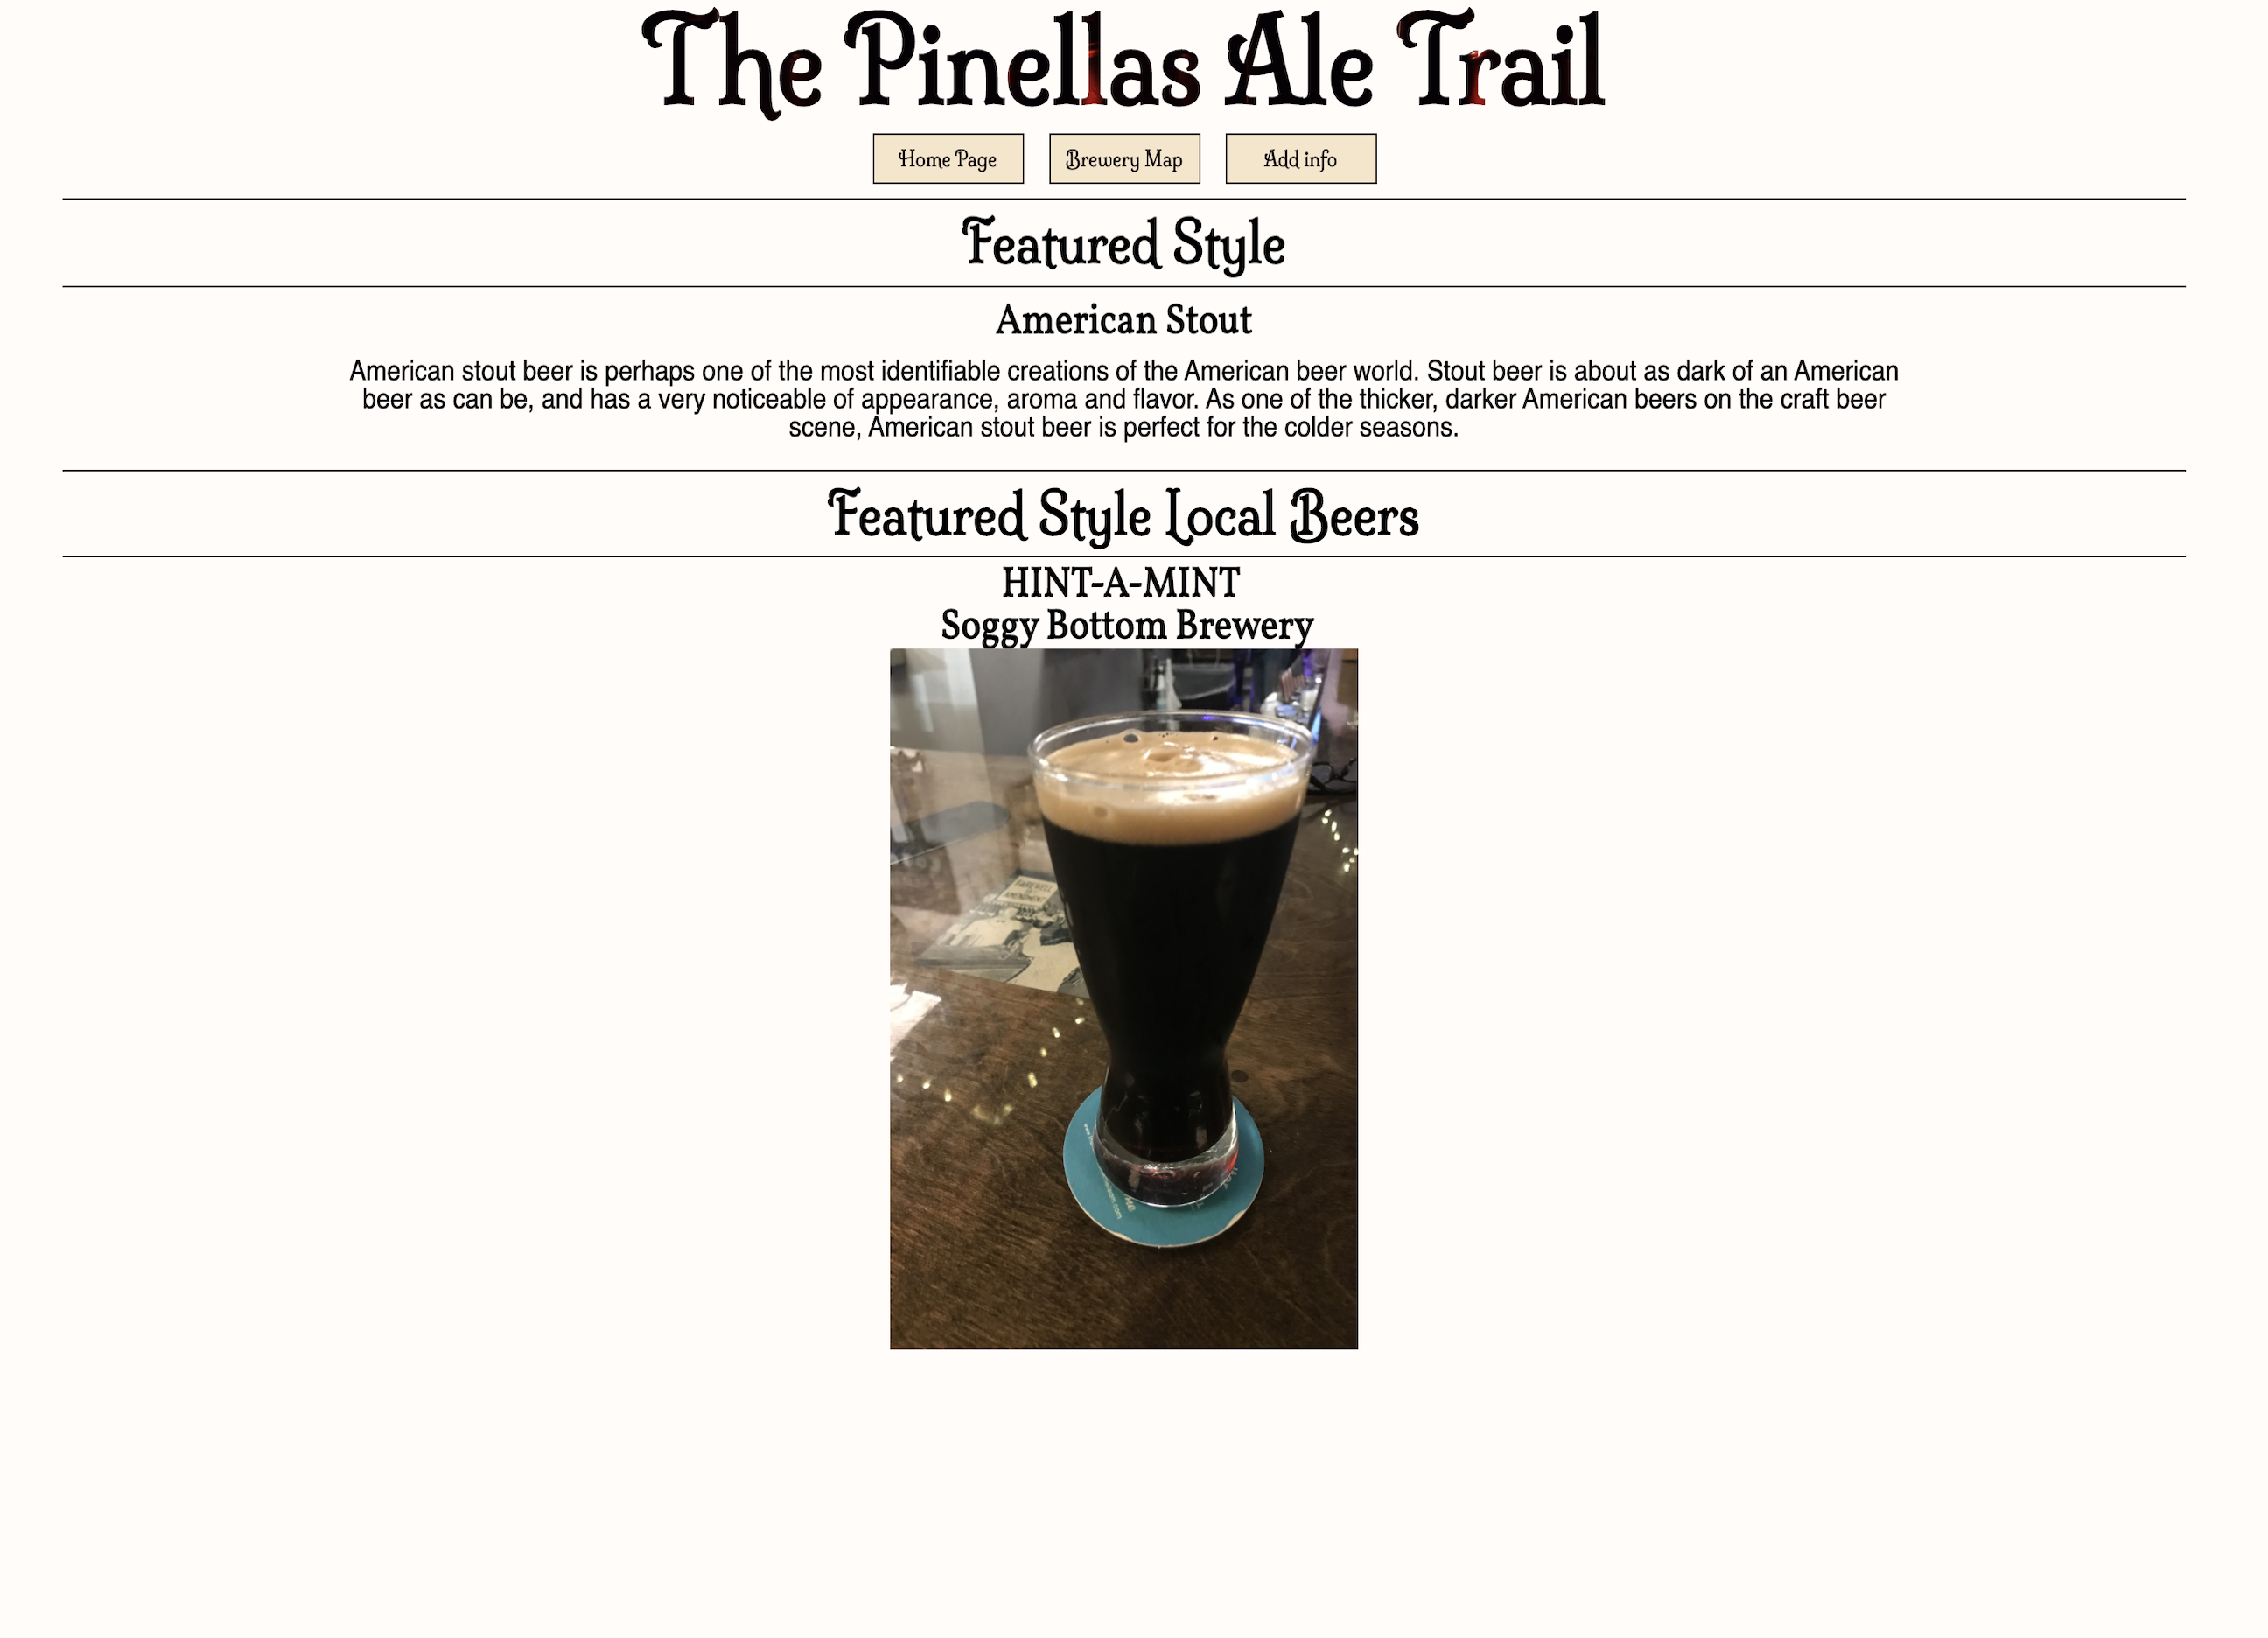 The Pinellas Ale Trail
Home Page
Brewery Map
Add info
Featured Style
American Stout
American stout beer is perhaps one of the most identifiable creations of the American beer world. Stout beer is about as dark of an American
beer as can be, and has a very noticeable of appearance, aroma and flavor. As one of the thicker, darker American beers on the craft beer
scene, American stout beer is perfect for the colder seasons.
Featured Style Local Beers
HINT-A-MINT
Soggy Bottom Brewery
FAREWELL
AMENDMENT